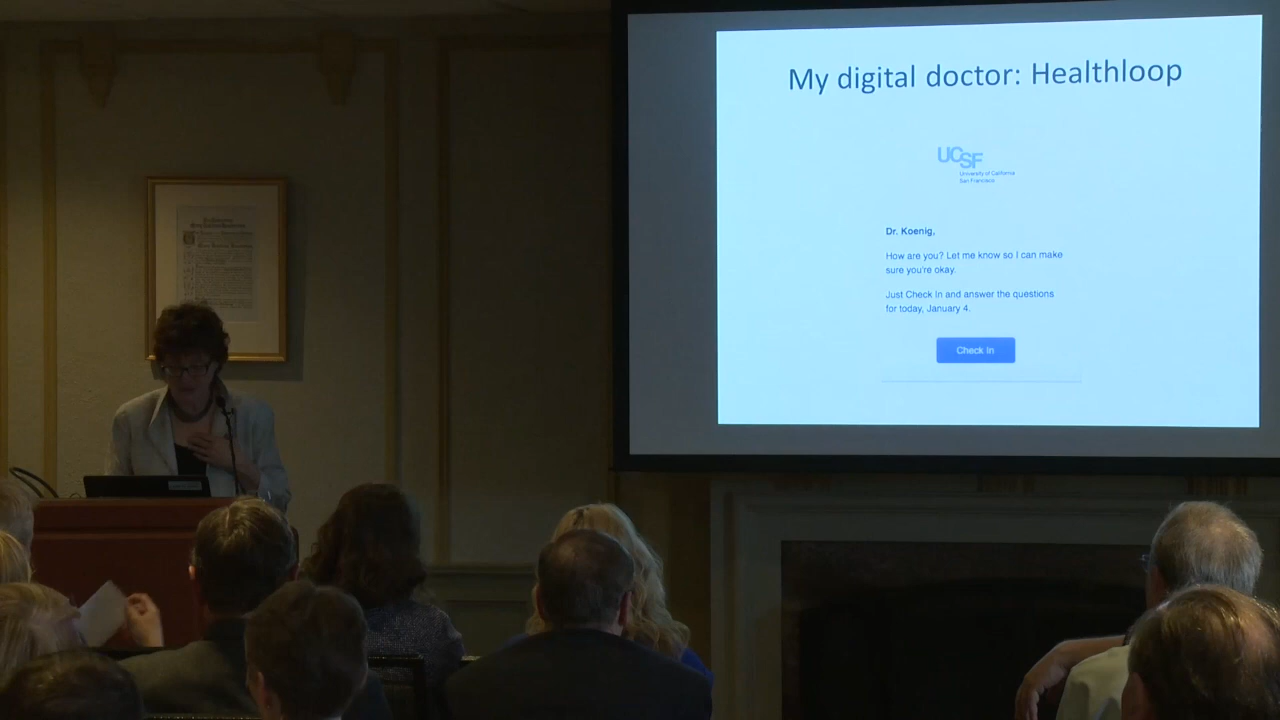 My digital doctor: Healthloop
UCSF
University of California
San Francisco
Dr. Koenig,
How are you? Let me know so I can make
sure you're okay.
Just Check In and answer the questions
for today, January 4.
Check In